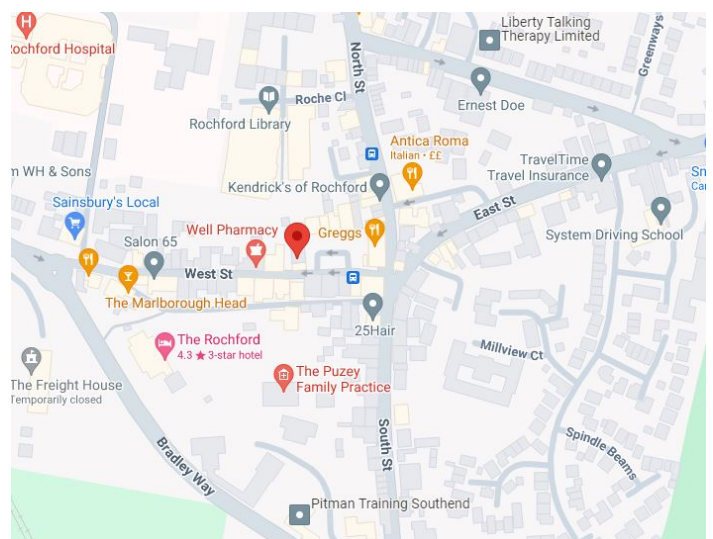 Rochford Hospital
Liberty Talking
Therapy Limited
Greenways
North St
Ernest Doe
Roche Cl
Rochford Library
Antica Roma
Italian • ££
TravelTime
Travel Insurance
WH & Sons
Kendrick's of Rochford
East St
Sainsbury's Local
Well Pharmacy
Greggs
System Driving School
Salon 65
West St
The Marlborough Head
25Hair
The Rochford
4.3 ★ 3-star hotel
Millview Ct
The Freight House
Temporarily closed
The Puzey
Family Practice
South St
Bradley Way
Spindle Beams
Pitman Training Southend